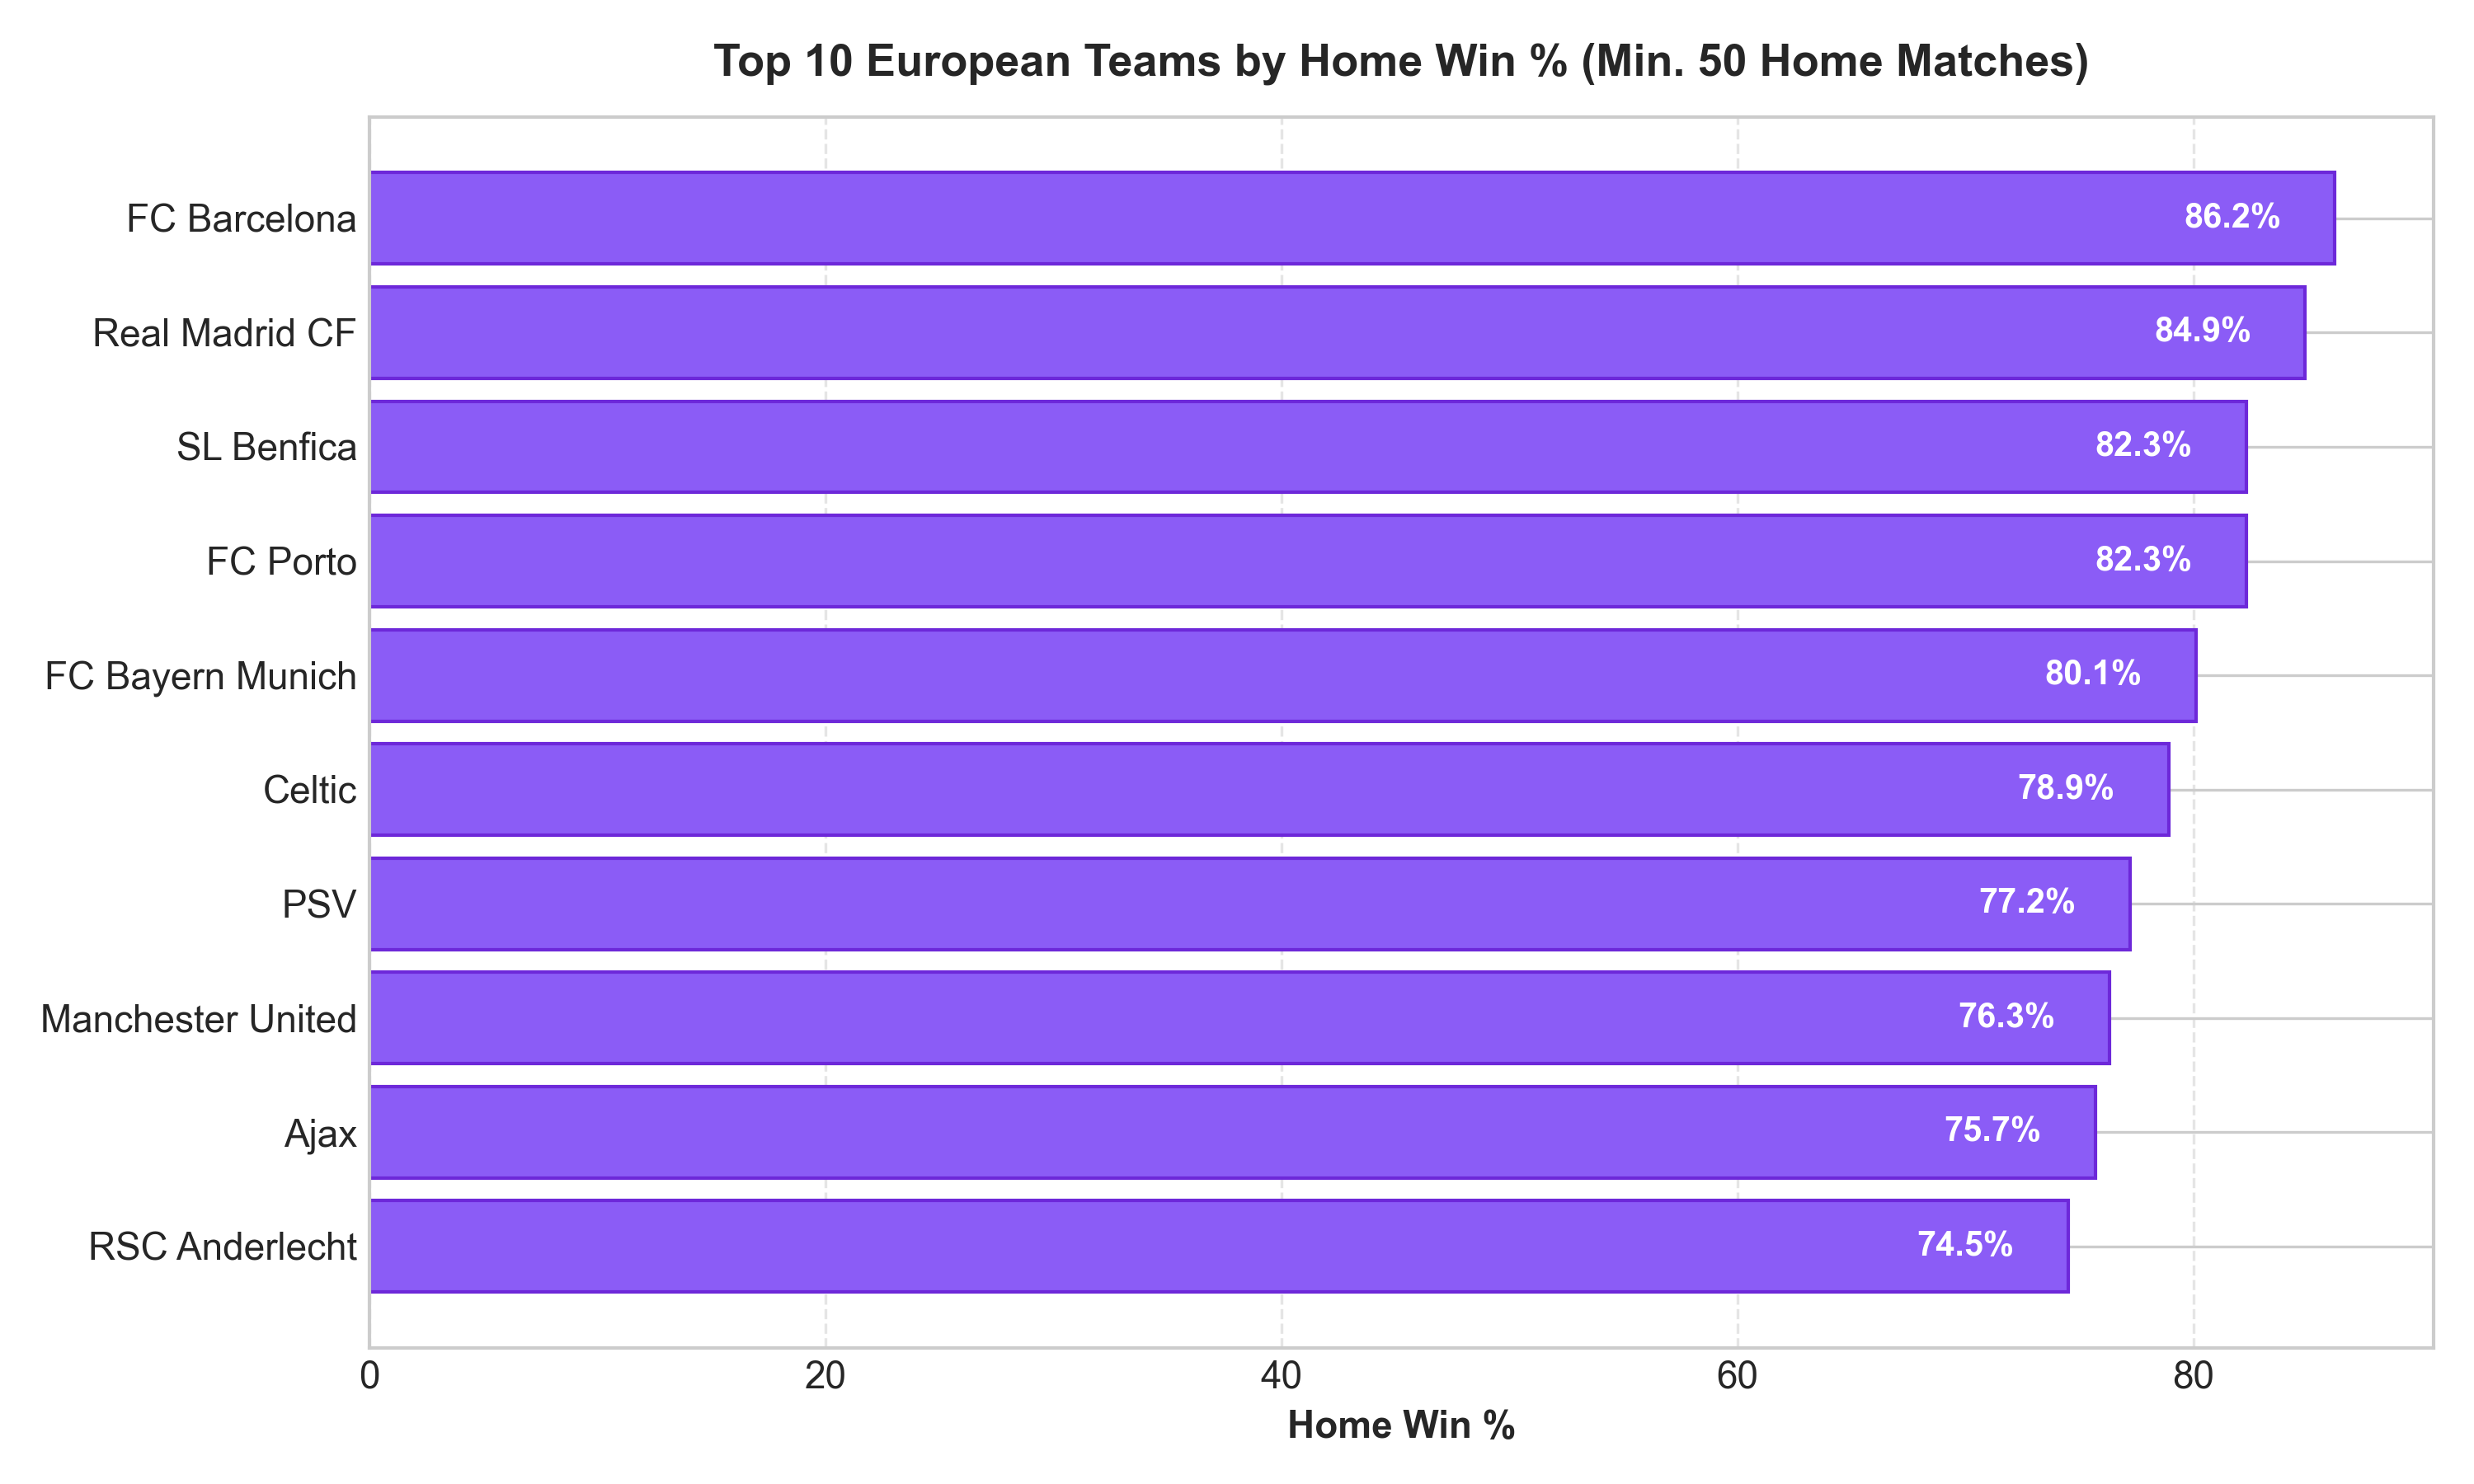 Top 10 European Teams by Home Win % (Min. 50 Home Matches)
FC Barcelona 86.2%
Real Madrid CF 84.9%
SL Benfica 82.3%
FC Porto 82.3%
FC Bayern Munich 80.1%
Celtic 78.9%
PSV 77.2%
Manchester United 76.3%
Ajax 75.7%
RSC Anderlecht 74.5%
0 20 40 60 80
Home Win %